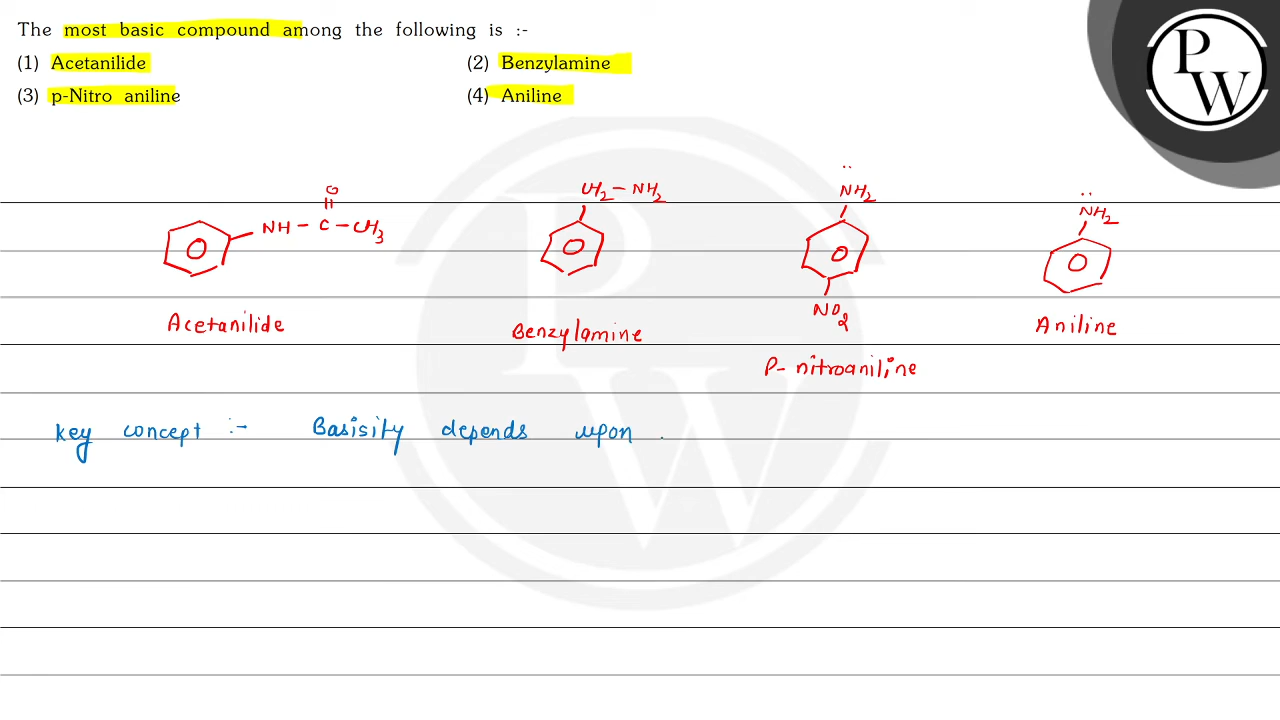 The most basic compound among the following is :-
(1) Acetanilide (2) Benzylamine
(3) p-Nitro aniline (4) Aniline
P
W
O
NH - C - CH3
CH2 - NH2
NH2
NH2
NO2
Acetanilide
Benzylamine
P- nitroaniline
Aniline
Key concept :- Basisity depends upon .
P
W